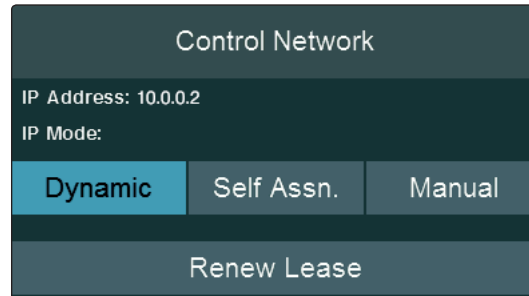 Control Network
IP Address: 10.0.0.2
IP Mode:
Dynamic Self Assn. Manual
Renew Lease